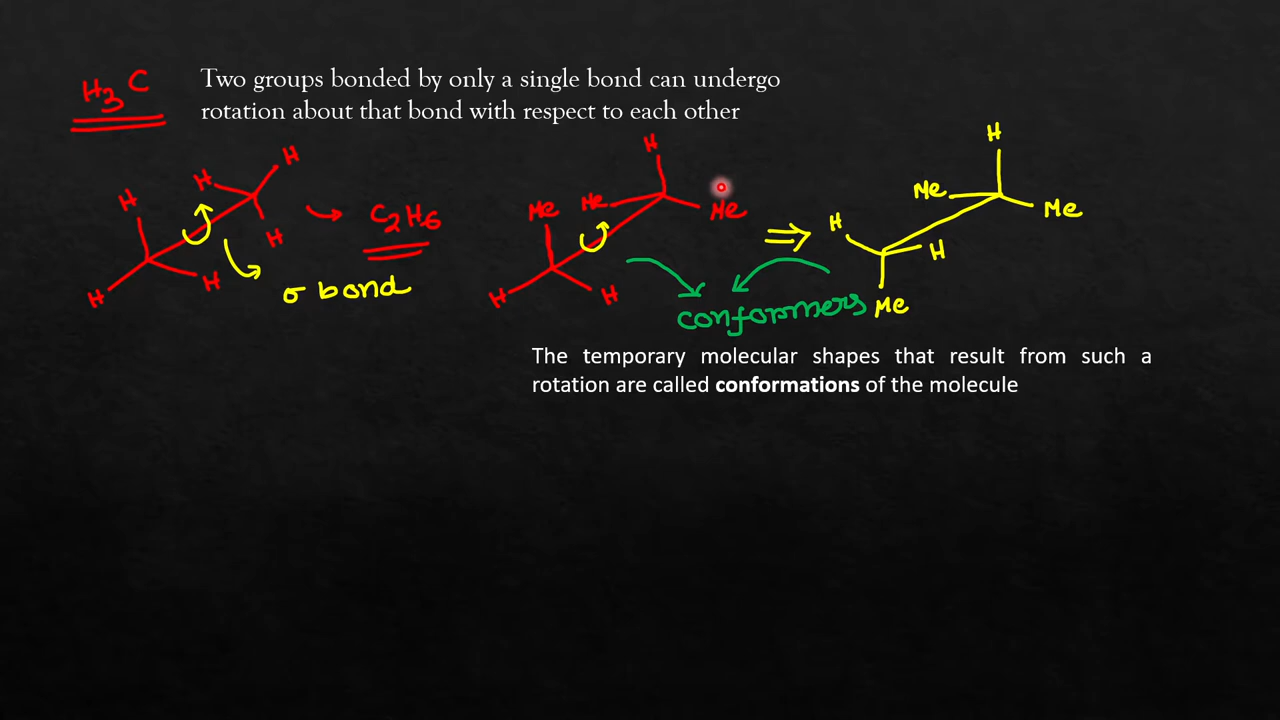 H3C
Two groups bonded by only a single bond can undergo
rotation about that bond with respect to each other
H
H
H
H
H
H
C2H6
σ bond
H
Me
Me
Me
H
H
H
Me
Me
H
H
Me
conformers
The temporary molecular shapes that result from such a
rotation are called conformations of the molecule